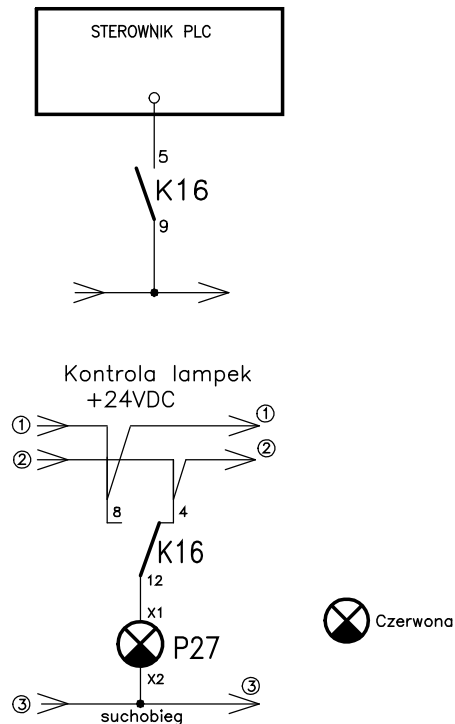 STEROWNIK PLC
5
K16
9
Kontrola lampek
+24VDC
1 1
2 2
8 4
K16
12
X1
P27
Czerwona
X2
3 3
suchobieg